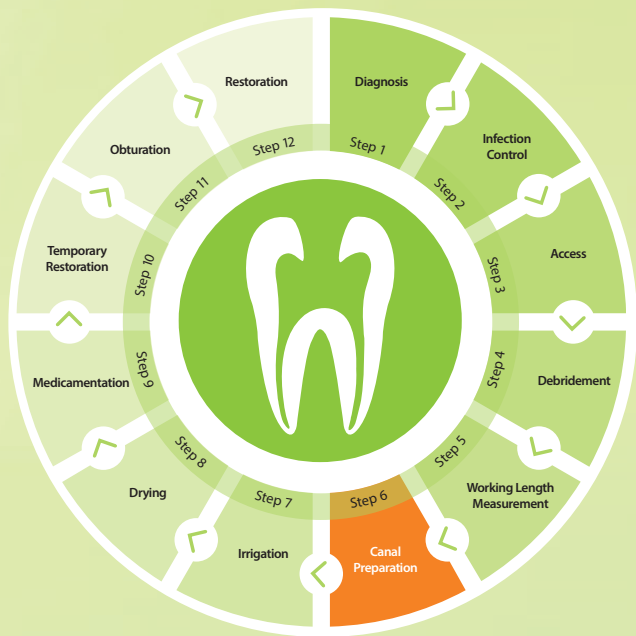 Diagnosis
Step 1
Infection
Control
Step 2
Access
Step 3
Debridement
Step 4
Working Length
Measurement
Step 5
Canal
Preparation
Step 6
Irrigation
Step 7
Drying
Step 8
Medicamentation
Step 9
Temporary
Restoration
Step 10
Obturation
Step 11
Restoration
Step 12